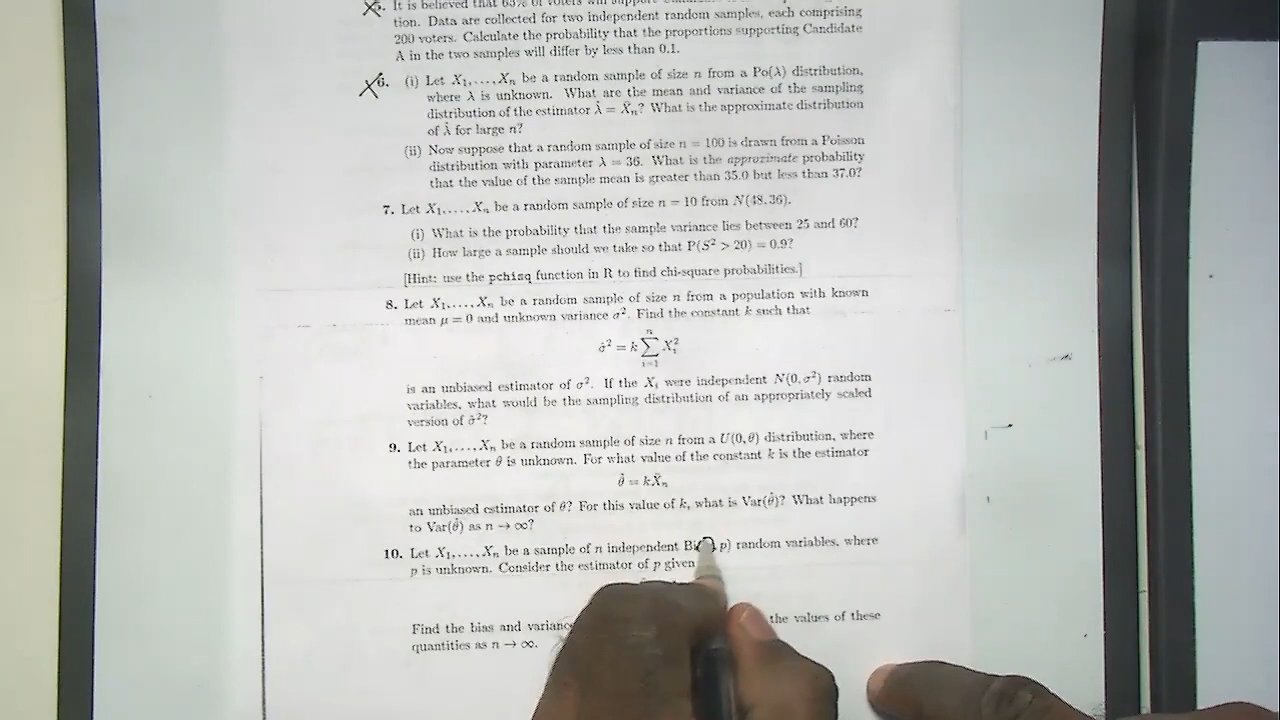 5. It is believed that 63% of voters will
tion. Data are collected for two independent random samples, each comprising
200 voters. Calculate the probability that the proportions supporting Candidate
A in the two samples will differ by less than 0.1.
6. (i) Let X₁,...,Xₙ be a random sample of size n from a Po(λ) distribution,
where λ is unknown. What are the mean and variance of the sampling
distribution of the estimator λ̂ = X̄ₙ? What is the approximate distribution
of λ̂ for large n?
(ii) Now suppose that a random sample of size n = 100 is drawn from a Poisson
distribution with parameter λ = 36. What is the approximate probability
that the value of the sample mean is greater than 35.0 but less than 37.0?
7. Let X₁,...,Xₙ be a random sample of size n = 10 from N(48,36).
(i) What is the probability that the sample variance lies between 25 and 60?
(ii) How large a sample should we take so that P(S² > 20) = 0.9?
[Hint: use the pchisq function in R to find chi-square probabilities.]
8. Let X₁,...,Xₙ be a random sample of size n from a population with known
mean μ = 0 and unknown variance σ². Find the constant k such that
σ̂² = k ∑ᵢ₌₁ⁿ Xᵢ²
is an unbiased estimator of σ². If the Xᵢ were independent N(0,σ²) random
variables, what would be the sampling distribution of an appropriately scaled
version of σ̂²?
9. Let X₁,...,Xₙ be a random sample of size n from a U(0,θ) distribution, where
the parameter θ is unknown. For what value of the constant k is the estimator
θ̂ = kX̄ₙ
an unbiased estimator of θ? For this value of k, what is Var(θ̂)? What happens
to Var(θ̂) as n → ∞?
10. Let X₁,...,Xₙ be a sample of n independent p) random variables, where
p is unknown. Consider the estimator of p given
Find the bias and the values of these
quantities as n → ∞.